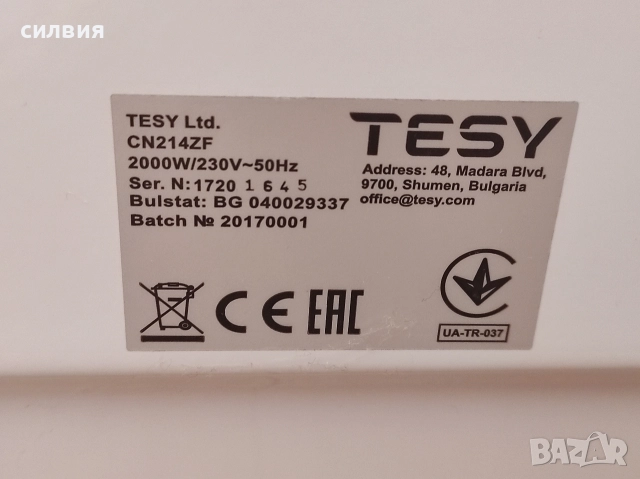 силвия
TESY Ltd.
CN214ZF
2000W/230V~50Hz
Ser. N: 1720 1 6 4 5
Bulstat: BG 040029337
Batch № 20170001
TESY
Address: 48, Madara Blvd,
9700, Shumen, Bulgaria
office@tesy.com
CE EAC
UA-TR-037
BAZAR